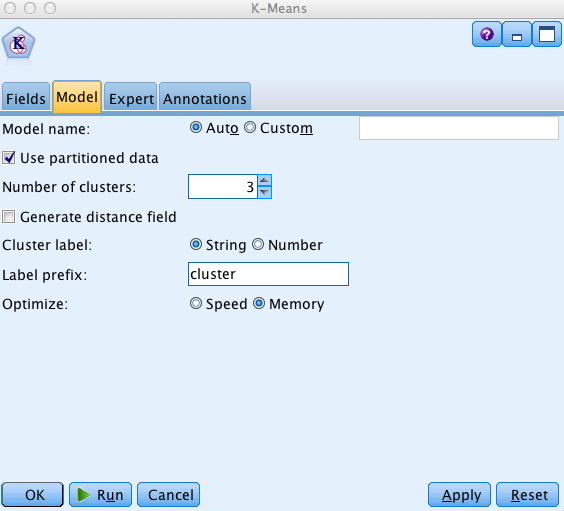 K-Means
K
?
Fields Model Expert Annotations
Model name: Auto Custom
Use partitioned data
Number of clusters: 3
Generate distance field
Cluster label: String Number
Label prefix: cluster
Optimize: Speed Memory
OK Run Cancel Apply Reset